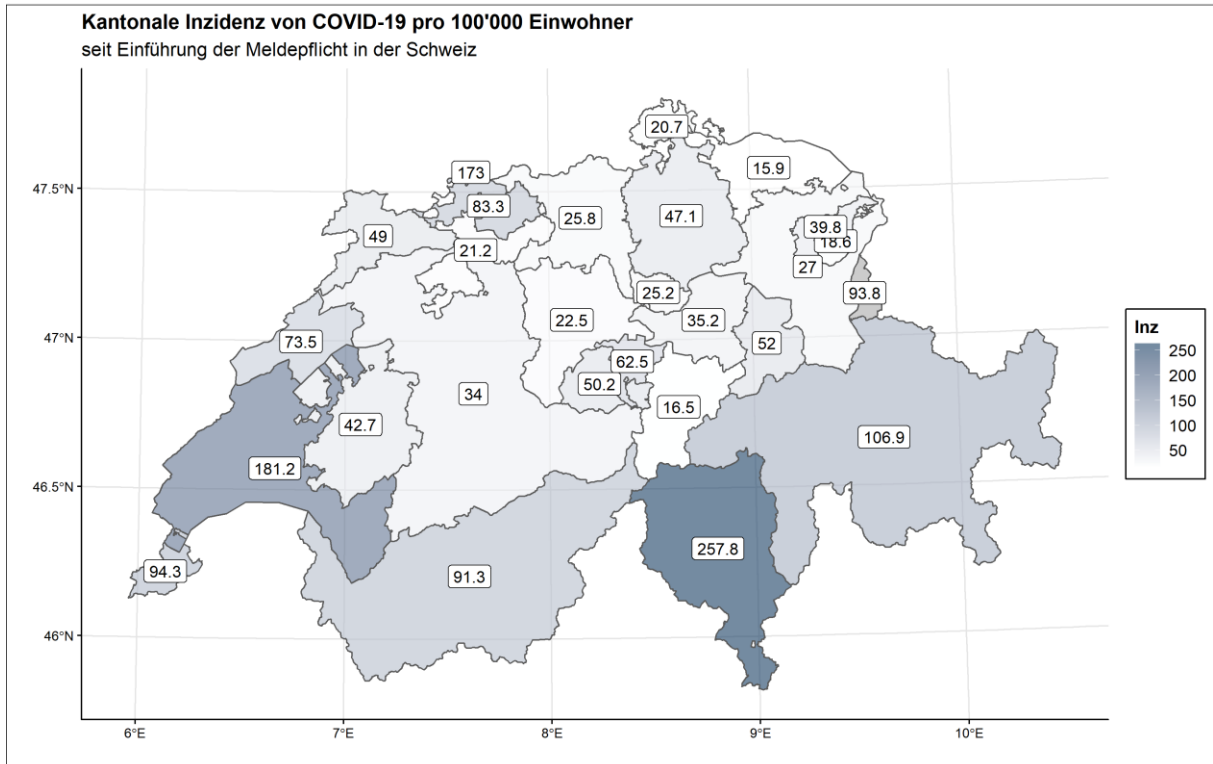 Kantonale Inzidenz von COVID-19 pro 100'000 Einwohner
seit Einführung der Meldepflicht in der Schweiz
20.7
15.9
173
47.5°N
83.3
25.8
47.1
39.8
18.6
49
21.2
27
25.2
93.8
22.5
35.2
73.5
47°N
52
62.5
50.2
34
16.5
42.7
106.9
181.2
46.5°N
257.8
94.3
91.3
46°N
6°E
7°E
8°E
9°E
10°E
Inz
250
200
150
100
50